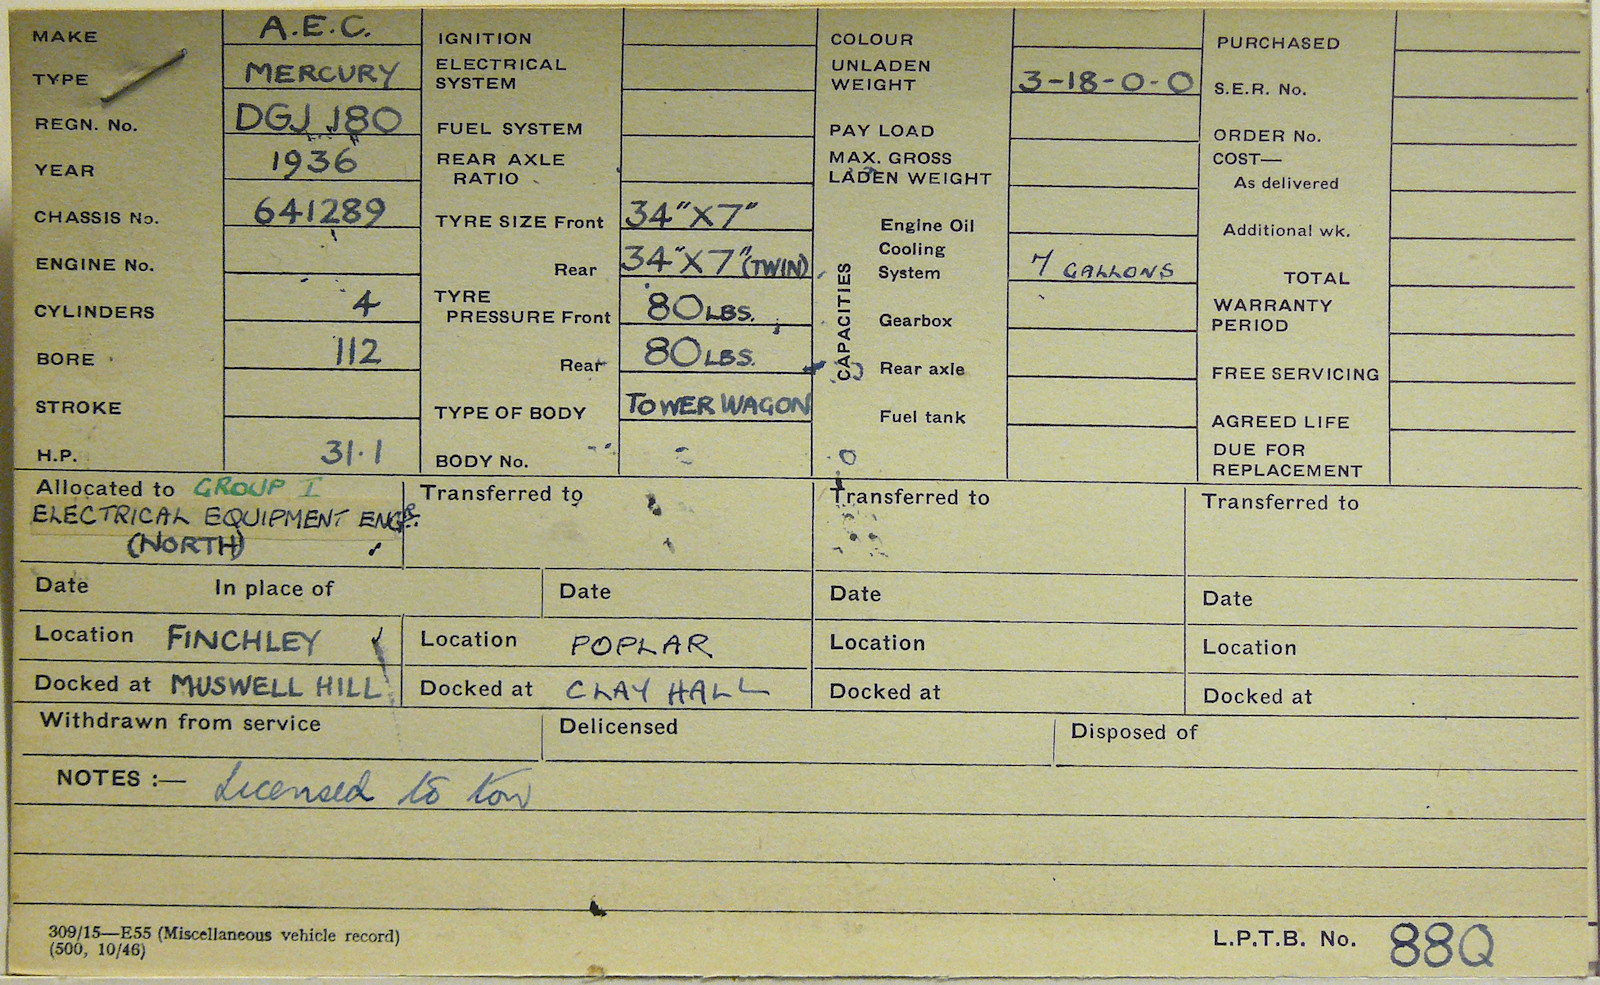 MAKE A.E.C.
TYPE MERCURY
REGN. No. DGJ 180
YEAR 1936
CHASSIS No. 641289
ENGINE No.
CYLINDERS 4
BORE 112
STROKE
H.P. 31·1
IGNITION
ELECTRICAL
SYSTEM
FUEL SYSTEM
REAR AXLE
RATIO
TYRE SIZE Front 34"X7"
Rear 34"X7"(TWIN)
TYRE
PRESSURE Front 80LBS.
Rear 80LBS.
TYPE OF BODY TOWER WAGON
BODY No.
COLOUR
UNLADEN
WEIGHT 3-18-0-0
PAY LOAD
MAX. GROSS
LADEN WEIGHT
CAPACITIES
Engine Oil
Cooling
System 7 GALLONS
Gearbox
Rear axle
Fuel tank
PURCHASED
S.E.R. No.
ORDER No.
COST—
As delivered
Additional wk.
TOTAL
WARRANTY
PERIOD
FREE SERVICING
AGREED LIFE
DUE FOR
REPLACEMENT
Allocated to GROUP I
ELECTRICAL EQUIPMENT ENGR.
(NORTH)
Transferred to
Transferred to
Transferred to
Date In place of
Date
Date
Date
Location FINCHLEY
Location POPLAR
Location
Location
Docked at MUSWELL HILL
Docked at CLAY HALL
Docked at
Docked at
Withdrawn from service
Delicensed
Disposed of
NOTES :— Licensed to tow
309/15—E55 (Miscellaneous vehicle record)
(500, 10/46)
L.P.T.B. No. 88Q